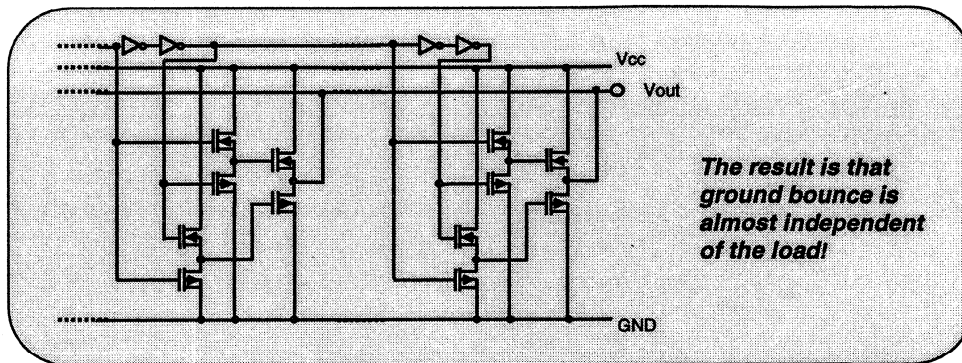 Vcc
Vout
The result is that
ground bounce is
almost independent
of the load!
GND